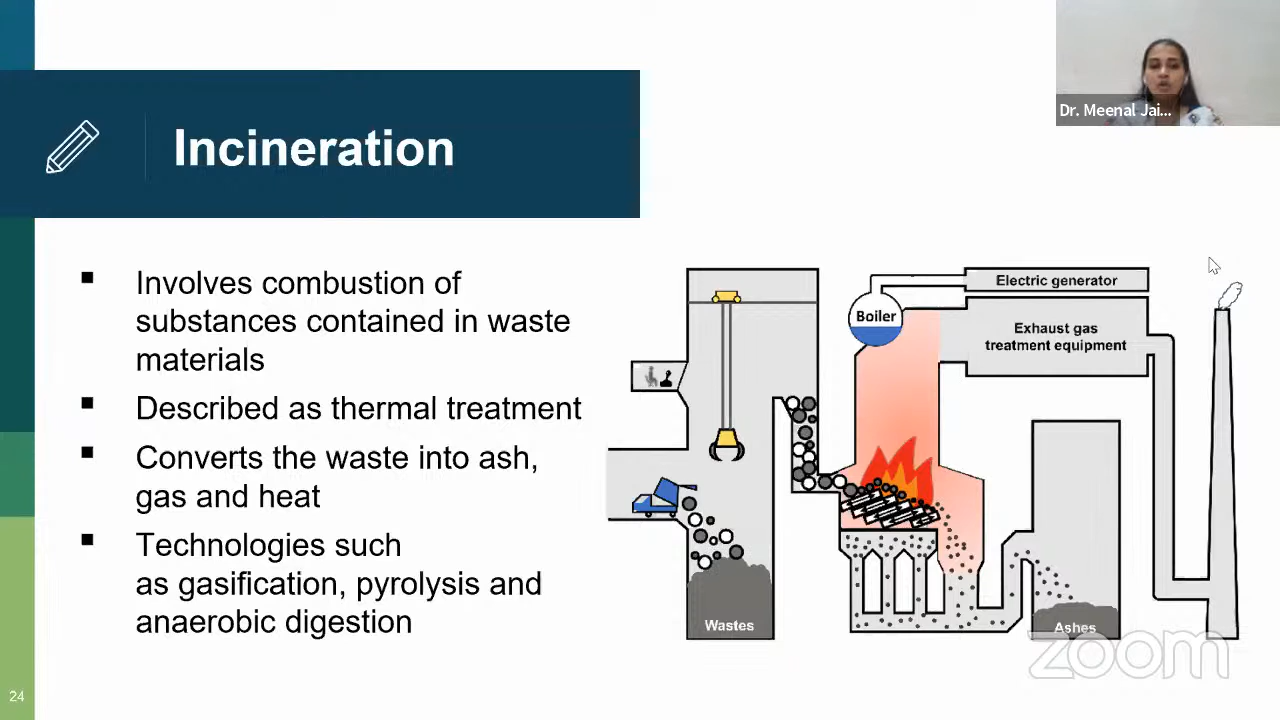 Dr. Meenal Jai...
Incineration
Involves combustion of
substances contained in waste
materials
Described as thermal treatment
Converts the waste into ash,
gas and heat
Technologies such
as gasification, pyrolysis and
anaerobic digestion
Electric generator
Boiler
Exhaust gas
treatment equipment
Wastes
Ashes
zoom
24